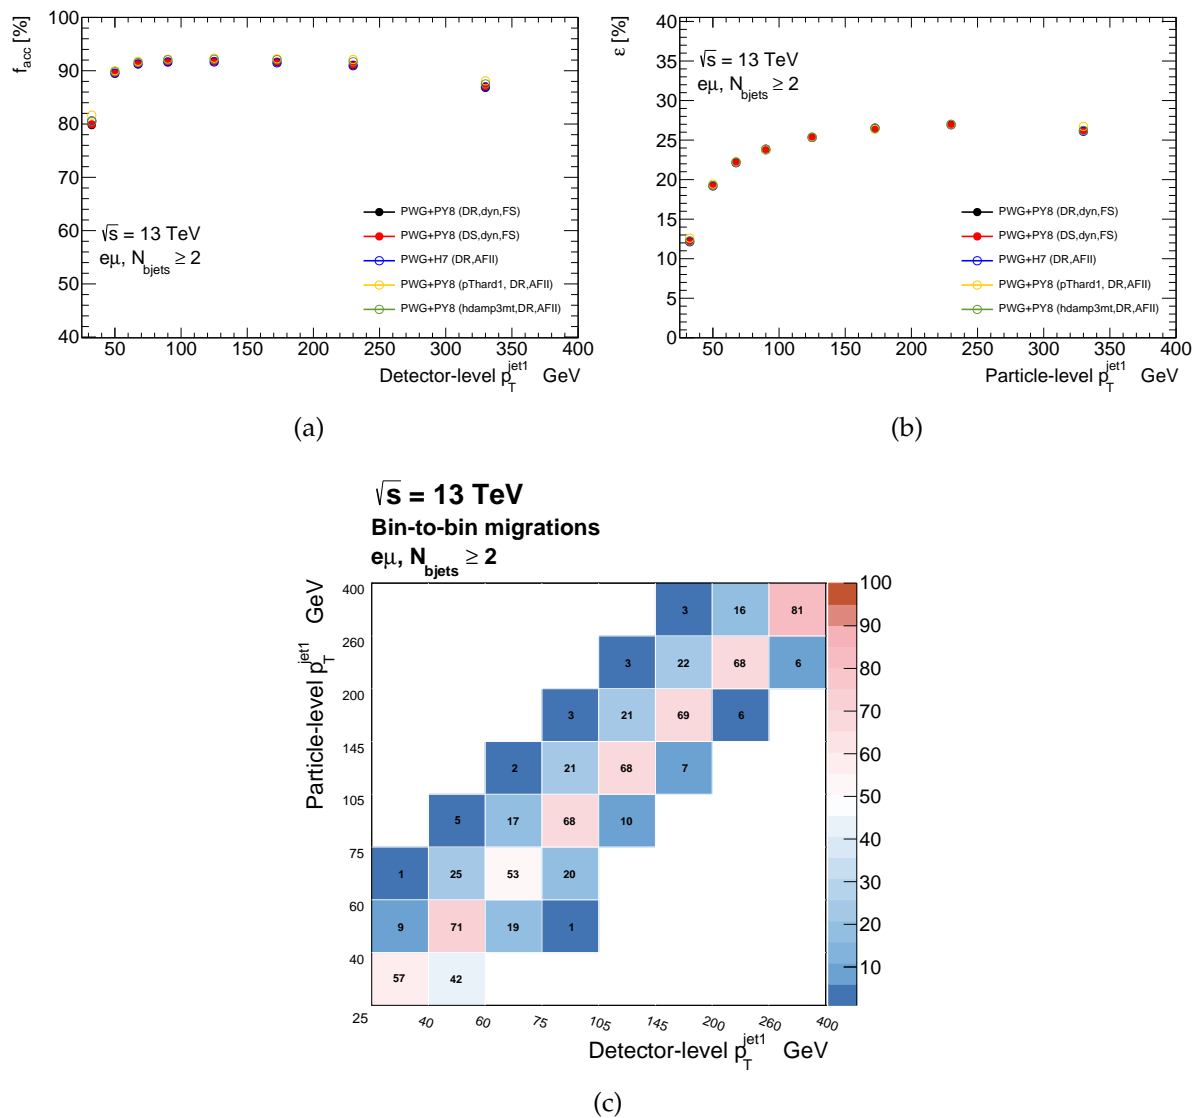 f_acc [%]
100
90
80
70
60
50
40
√s = 13 TeV
eμ, N_bjets ≥ 2
PWG+PY8 (DR,dyn,FS)
PWG+PY8 (DS,dyn,FS)
PWG+H7 (DR,AFII)
PWG+PY8 (pThard1, DR,AFII)
PWG+PY8 (hdamp3mt,DR,AFII)
50 100 150 200 250 300 350 400
Detector-level p_T^jet1 GeV
(a)
ε [%]
40
35
30
25
20
15
10
5
0
√s = 13 TeV
eμ, N_bjets ≥ 2
PWG+PY8 (DR,dyn,FS)
PWG+PY8 (DS,dyn,FS)
PWG+H7 (DR,AFII)
PWG+PY8 (pThard1, DR,AFII)
PWG+PY8 (hdamp3mt,DR,AFII)
50 100 150 200 250 300 350 400
Particle-level p_T^jet1 GeV
(b)
√s = 13 TeV
Bin-to-bin migrations
eμ, N_bjets ≥ 2
Particle-level p_T^jet1 GeV
400
260
200
145
105
75
60
40
25
3 16 81
3 22 68 6
3 21 69 6
2 21 68 7
5 17 68 10
1 25 53 20
9 71 19 1
57 42
40 60 75 105 145 200 260 400
Detector-level p_T^jet1 GeV
100
90
80
70
60
50
40
30
20
10
(c)